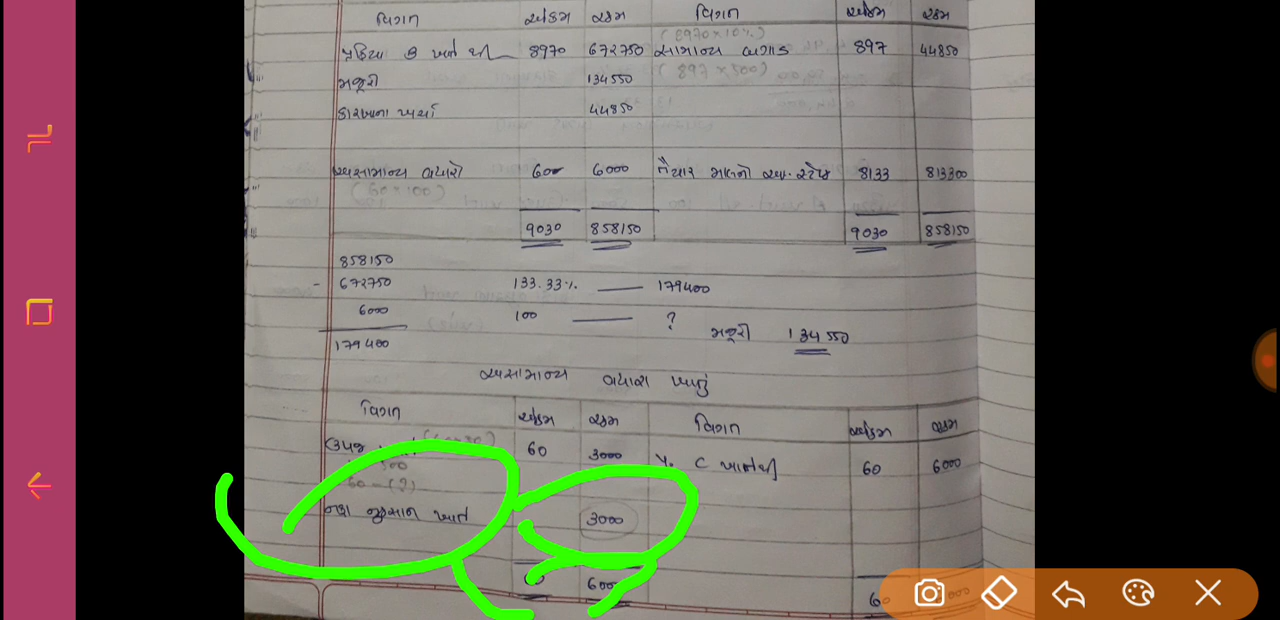 વિગત એકમ રકમ વિગત એકમ રકમ
(8970 x 10%)
પ્રક્રિયા B ખાતેથી 8970 672750 સામાન્ય બગાડ 897 44850
મજૂરી 134550 (897 x 500)
કારખાના ખર્ચા 44850
અસામાન્ય વધારો 60 6000 તૈયાર માલનો 8133 813300
(60 x 100)
9030 858150 9030 858150
858150
- 672750 133.33% — 179400
6000 100 — ?
મજૂરી 134550
179400
અસામાન્ય વધારા ખાતું
વિગત એકમ રકમ વિગત એકમ રકમ
ઉપજ 60 3000 પ્ર. C ખાતેથી 60 6000
500
60 - (?)
નફા નુકસાન ખાતે 3000